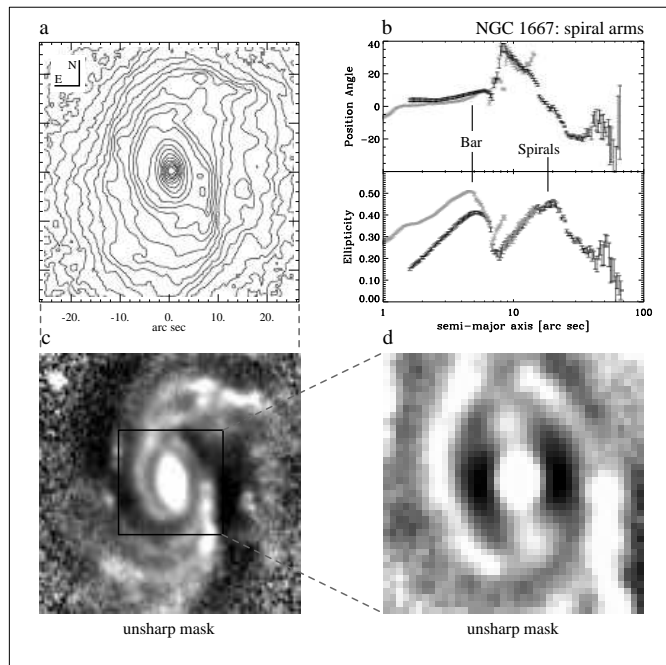 a
b
NGC 1667: spiral arms
N
E
-20.
-10.
0.
10.
20.
arc sec
Position Angle
40
20
0
-20
Bar
Spirals
Ellipticity
0.50
0.40
0.30
0.20
0.10
0.00
1
10
100
semi-major axis [arc sec]
c
d
unsharp mask
unsharp mask